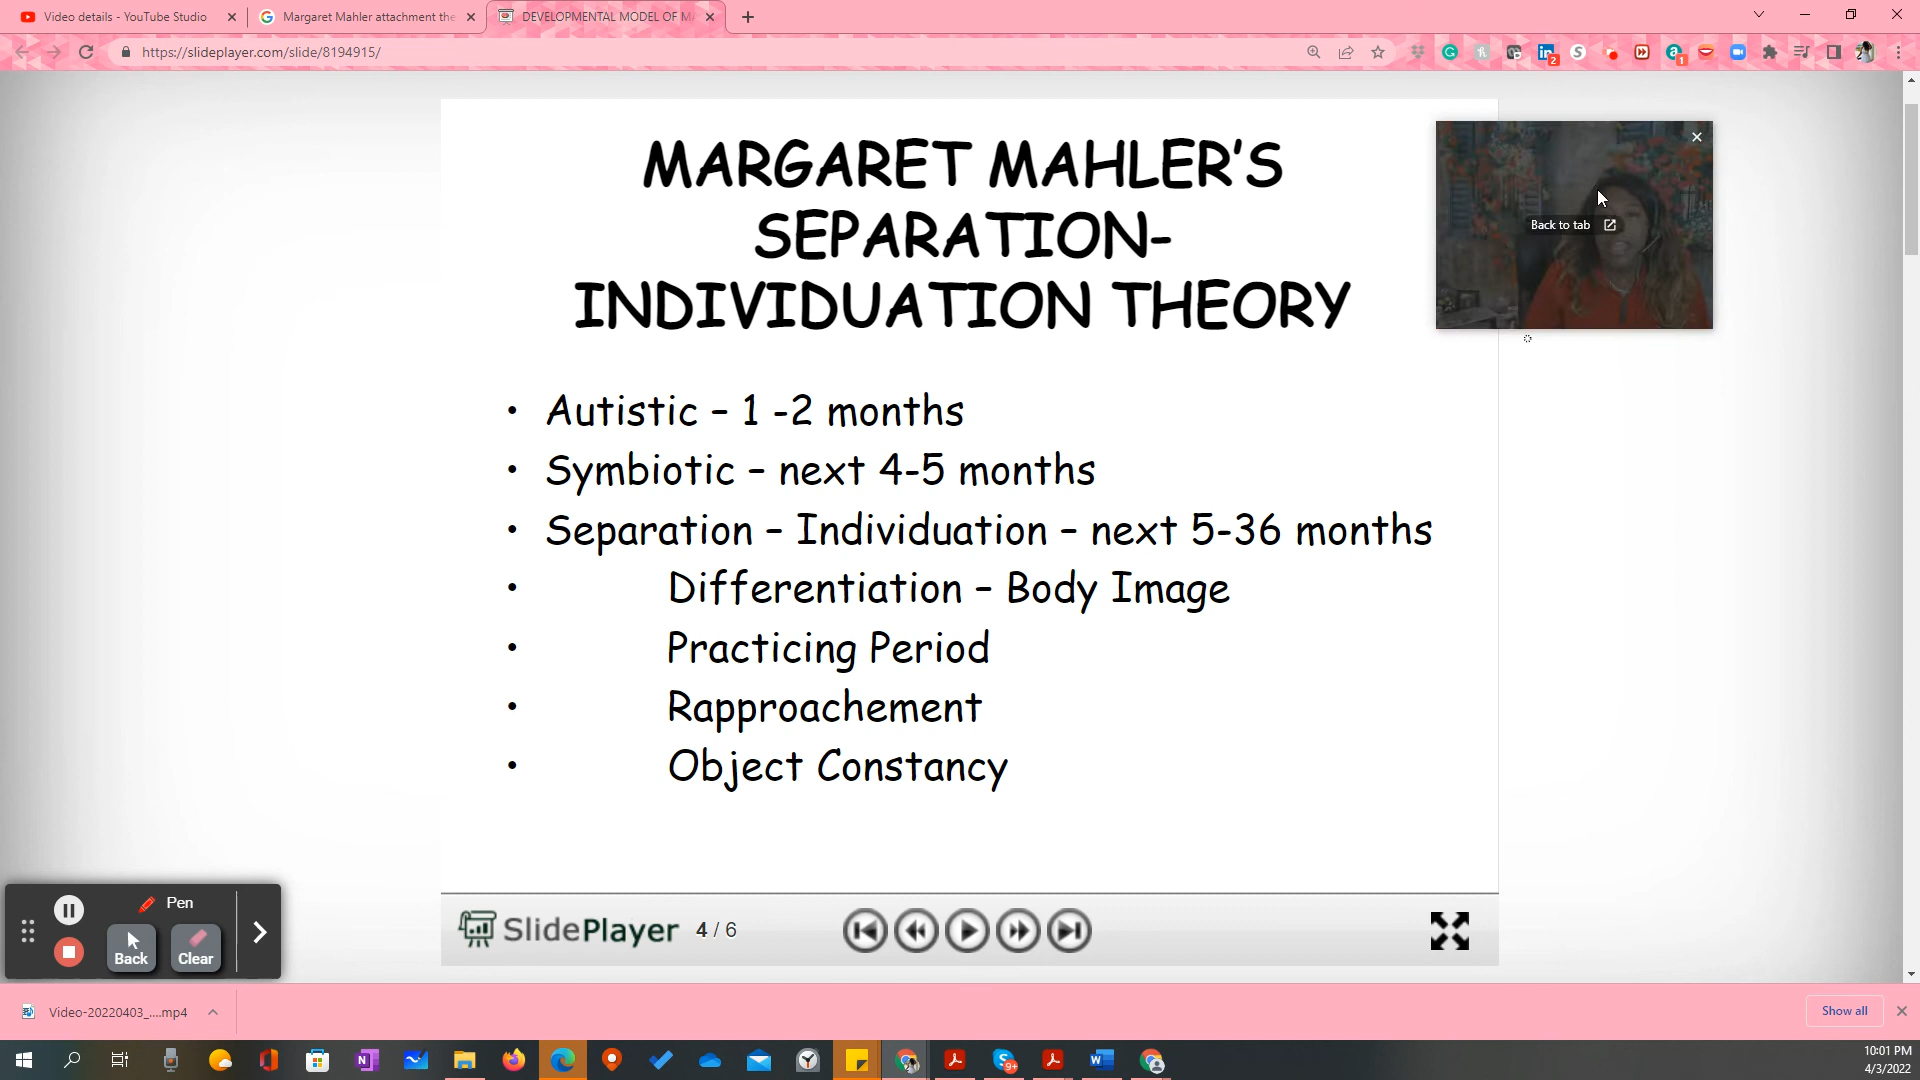 Video details - YouTube Studio
Margaret Mahler attachment the
DEVELOPMENTAL MODEL OF M
https://slideplayer.com/slide/8194915/
2
1
MARGARET MAHLER'S
SEPARATION-
INDIVIDUATION THEORY
Back to tab
• Autistic – 1 -2 months
• Symbiotic – next 4-5 months
• Separation – Individuation – next 5-36 months
• Differentiation – Body Image
• Practicing Period
• Rapproachement
• Object Constancy
Pen
Back
Clear
SlidePlayer
4 / 6
Video-20220403_....mp4
Show all
9+
10:01 PM
4/3/2022